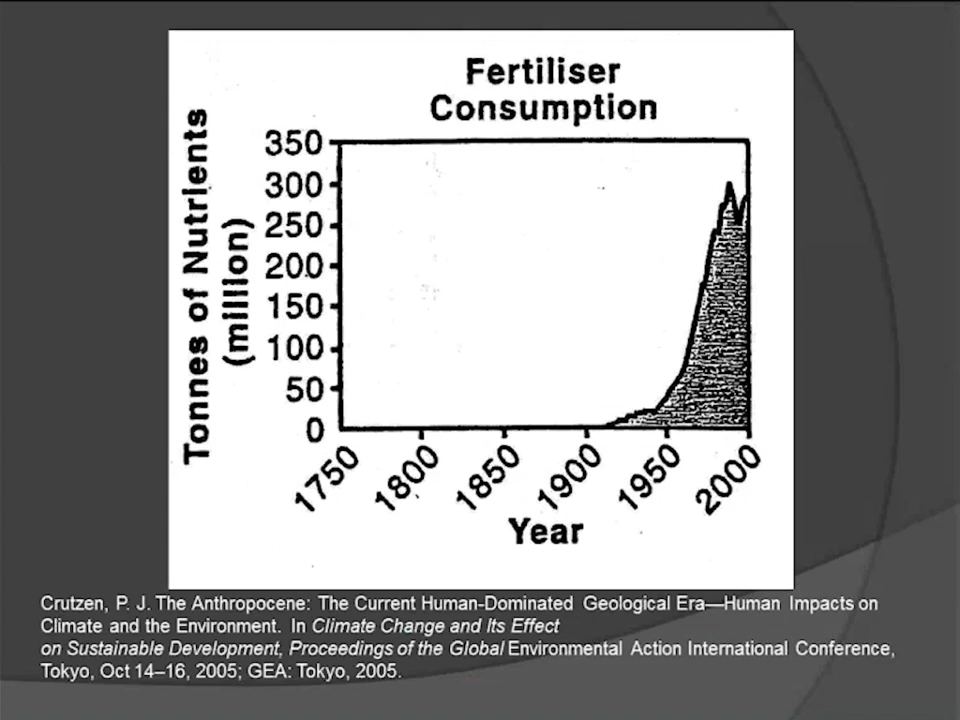 Fertiliser
Consumption
Tonnes of Nutrients
(million)
350
300
250
200
150
100
50
0
1750
1800
1850
1900
1950
2000
Year
Crutzen, P. J. The Anthropocene: The Current Human-Dominated Geological Era—Human Impacts on
Climate and the Environment. In Climate Change and Its Effect
on Sustainable Development, Proceedings of the Global Environmental Action International Conference,
Tokyo, Oct 14–16, 2005; GEA: Tokyo, 2005.